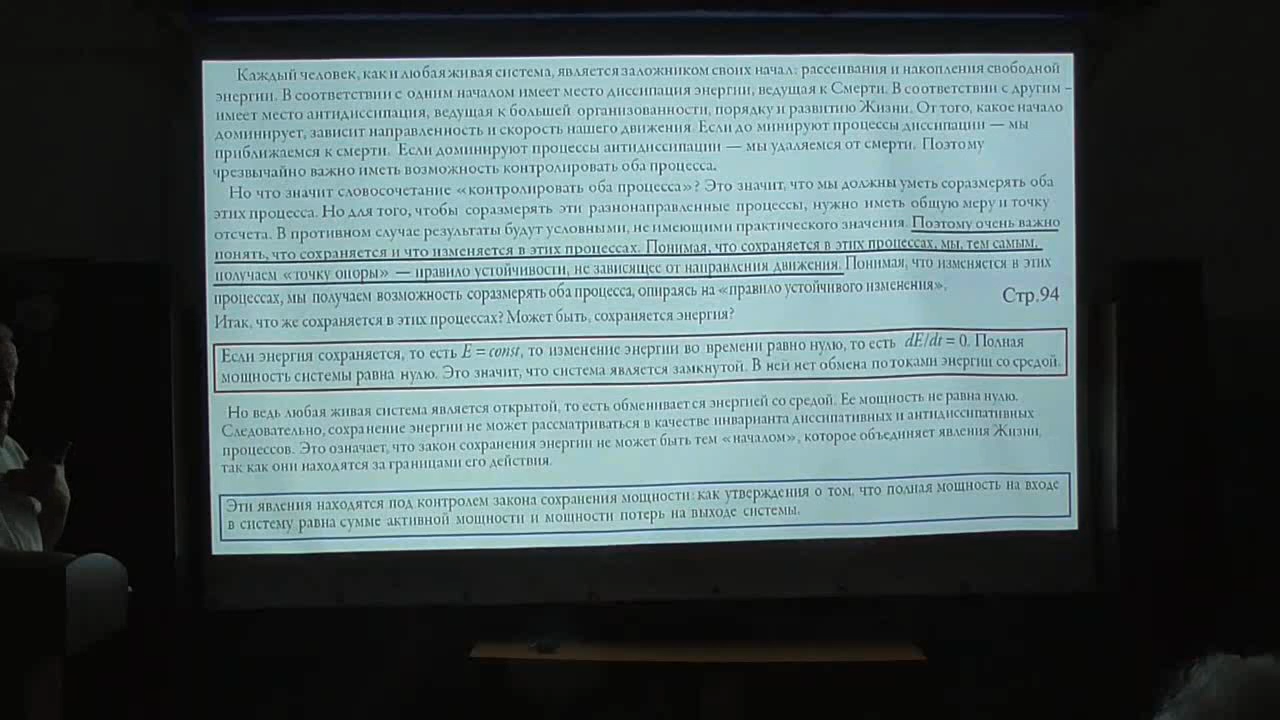 Каждый человек, как и любая живая система, является заложником своих начал: рассеивания и накопления свободной
энергии. В соответствии с одним началом имеет место диссипация энергии, ведущая к Смерти. В соответствии с другим –
имеет место антидиссипация, ведущая к большей организованности, порядку и развитию Жизни. От того, какое начало
доминирует, зависит направленность и скорость нашего движения. Если до минируют процессы диссипации — мы
приближаемся к смерти. Если доминируют процессы антидиссипации — мы удаляемся от смерти. Поэтому
чрезвычайно важно иметь возможность контролировать оба процесса.
Но что значит словосочетание «контролировать оба процесса»? Это значит, что мы должны уметь соразмерять оба
этих процесса. Но для того, чтобы соразмерять эти разнонаправленные процессы, нужно иметь общую меру и точку
отсчета. В противном случае результаты будут условными, не имеющими практического значения. Поэтому очень важно
понять, что сохраняется и что изменяется в этих процессах. Понимая, что сохраняется в этих процессах, мы, тем самым,
получаем «точку опоры» — правило устойчивости, не зависящее от направления движения. Понимая, что изменяется в этих
процессах, мы получаем возможность соразмерять оба процесса, опираясь на «правило устойчивого изменения».
Стр.94
Итак, что же сохраняется в этих процессах? Может быть, сохраняется энергия?
Если энергия сохраняется, то есть E = const, то изменение энергии во времени равно нулю, то есть dE/dt = 0. Полная
мощность системы равна нулю. Это значит, что система является замкнутой. В ней нет обмена потоками энергии со средой.
Но ведь любая живая система является открытой, то есть обменивается энергией со средой. Ее мощность не равна нулю.
Следовательно, сохранение энергии не может рассматриваться в качестве инварианта диссипативных и антидиссипативных
процессов. Это означает, что закон сохранения энергии не может быть тем «началом», которое объединяет явления Жизни,
так как они находятся за границами его действия.
Эти явления находятся под контролем закона сохранения мощности: как утверждения о том, что полная мощность на входе
в систему равна сумме активной мощности и мощности потерь на выходе системы.